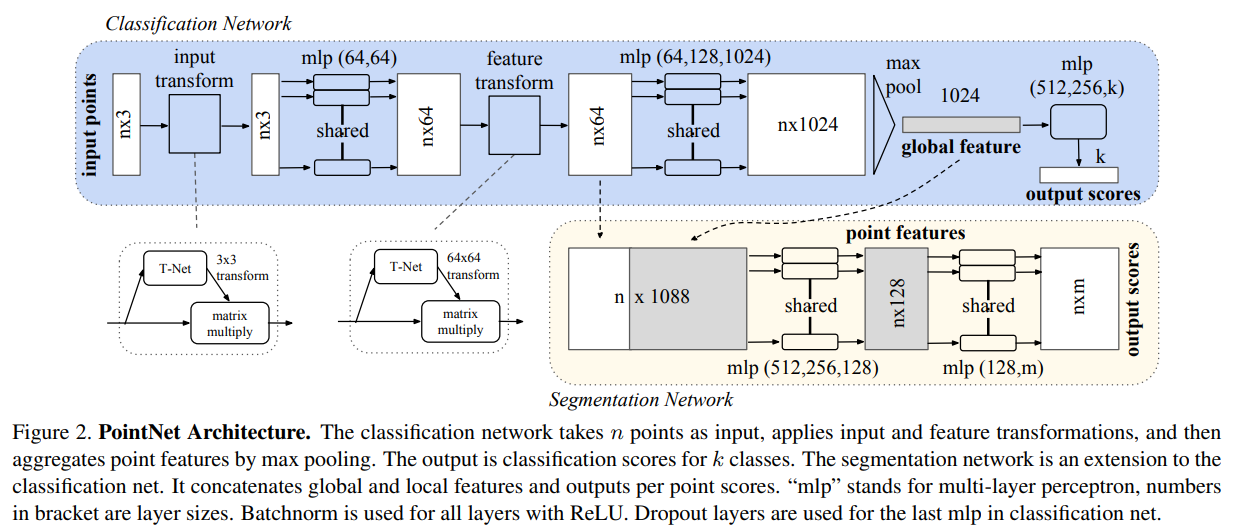 Classification Network
input points
nx3
input
transform
nx3
mlp (64,64)
shared
nx64
feature
transform
nx64
mlp (64,128,1024)
shared
nx1024
max
pool
1024
global feature
mlp
(512,256,k)
k
output scores
T-Net
3x3
transform
matrix
multiply
T-Net
64x64
transform
matrix
multiply
point features
n x 1088
shared
mlp (512,256,128)
nx128
shared
mlp (128,m)
nxm
output scores
Segmentation Network
Figure 2. PointNet Architecture. The classification network takes n points as input, applies input and feature transformations, and then
aggregates point features by max pooling. The output is classification scores for k classes. The segmentation network is an extension to the
classification net. It concatenates global and local features and outputs per point scores. “mlp” stands for multi-layer perceptron, numbers
in bracket are layer sizes. Batchnorm is used for all layers with ReLU. Dropout layers are used for the last mlp in classification net.